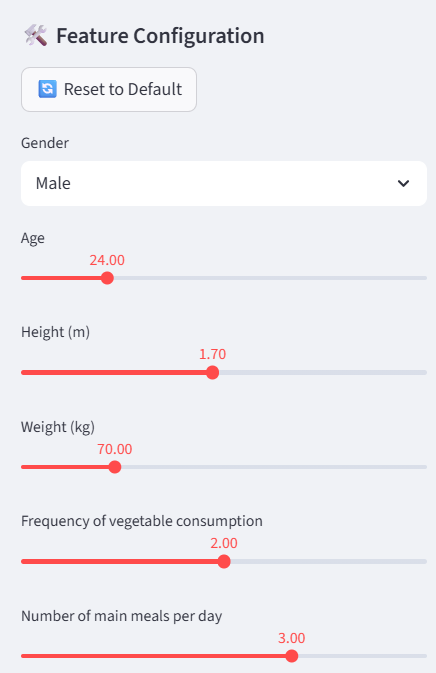 Feature Configuration
Reset to Default
Gender
Male
Age
24.00
Height (m)
1.70
Weight (kg)
70.00
Frequency of vegetable consumption
2.00
Number of main meals per day
3.00